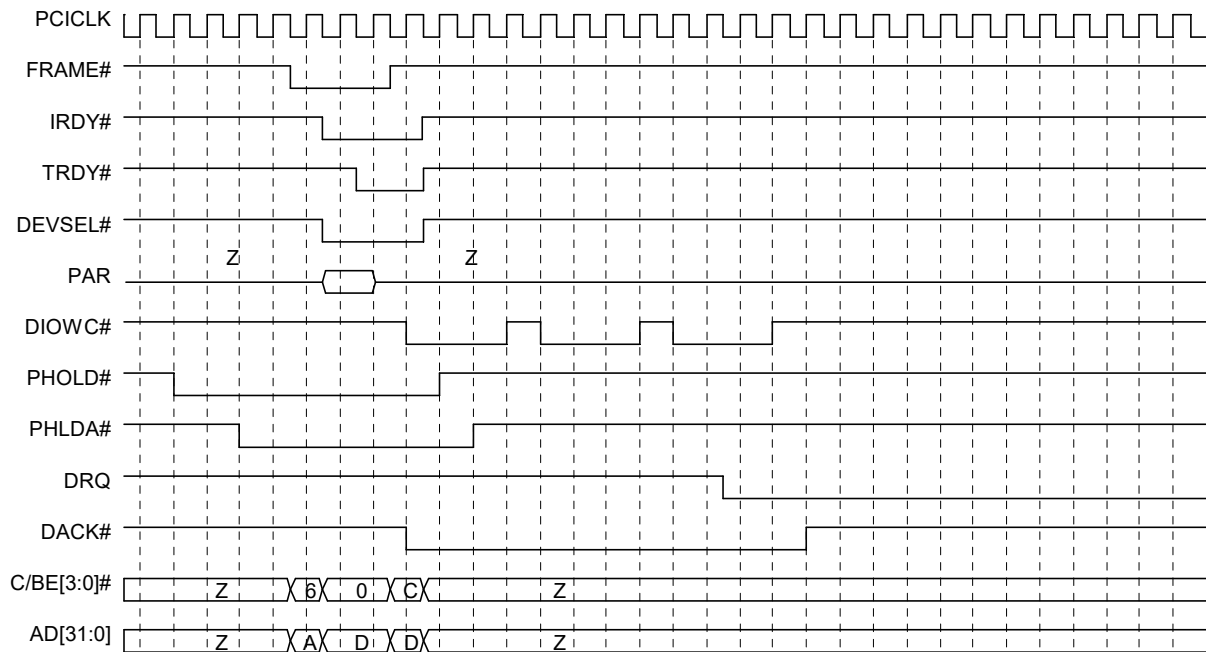 PCICLK
FRAME#
IRDY#
TRDY#
DEVSEL#
Z Z
PAR
DIOWC#
PHOLD#
PHLDA#
DRQ
DACK#
C/BE[3:0]# Z 6 0 C Z
AD[31:0] Z A D D Z